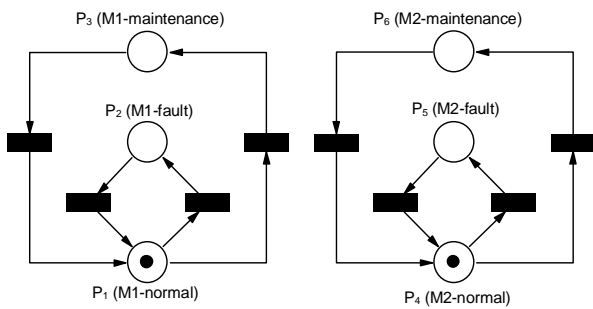 P₃ (M1-maintenance)
P₆ (M2-maintenance)
P₂ (M1-fault)
P₅ (M2-fault)
P₁ (M1-normal)
P₄ (M2-normal)